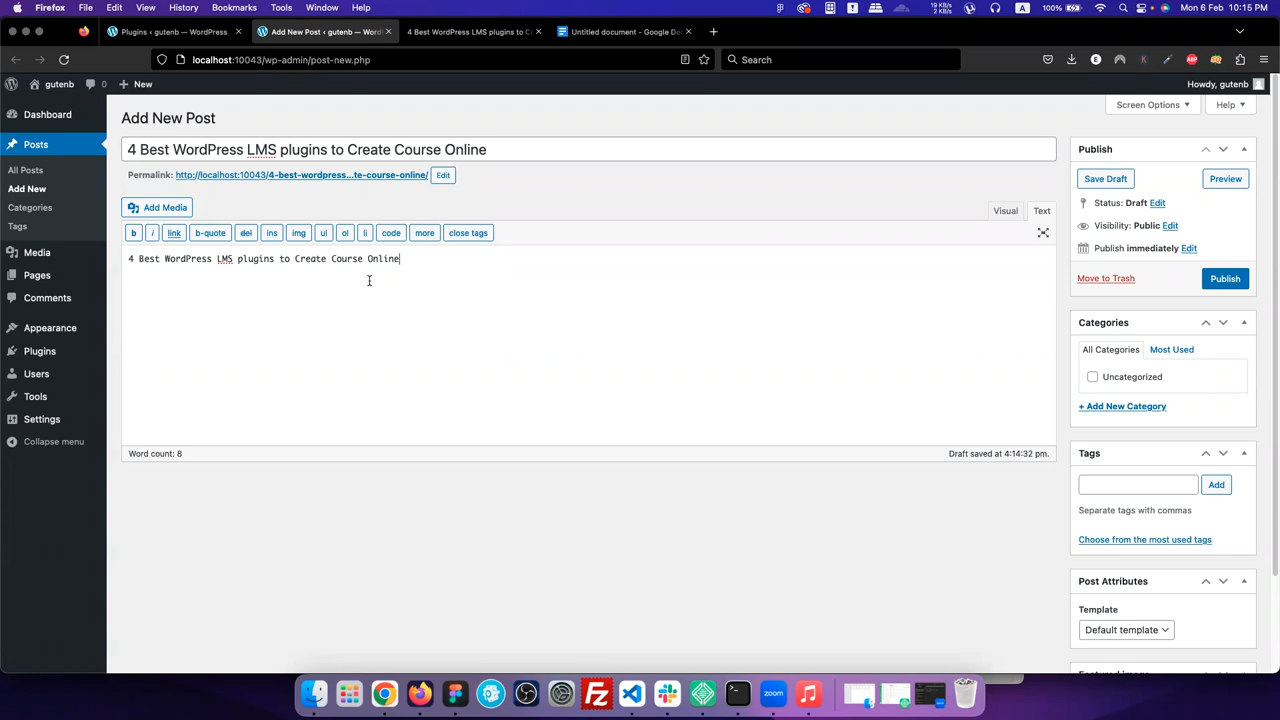 Firefox File Edit View History Bookmarks Tools Window Help 19 KB/s 1 KB/s A 100% Mon 6 Feb 10:15 PM
Plugins ‹ gutenb — WordPress Add New Post ‹ gutenb — Word 4 Best WordPress LMS plugins to C Untitled document - Google Do
localhost:10043/wp-admin/post-new.php Search
gutenb 0 New Howdy, gutenb
Dashboard
Posts
All Posts
Add New
Categories
Tags
Media
Pages
Comments
Appearance
Plugins
Users
Tools
Settings
Collapse menu
Screen Options Help
Add New Post
4 Best WordPress LMS plugins to Create Course Online
Permalink: http://localhost:10043/4-best-wordpress...te-course-online/ Edit
Add Media
Visual Text
b i link b-quote del ins img ul ol li code more close tags
4 Best WordPress LMS plugins to Create Course Online
Word count: 8 Draft saved at 4:14:32 pm.
Publish
Save Draft Preview
Status: Draft Edit
Visibility: Public Edit
Publish immediately Edit
Move to Trash Publish
Categories
All Categories Most Used
Uncategorized
+ Add New Category
Tags
Add
Separate tags with commas
Choose from the most used tags
Post Attributes
Template
Default template
Featured image
zoom